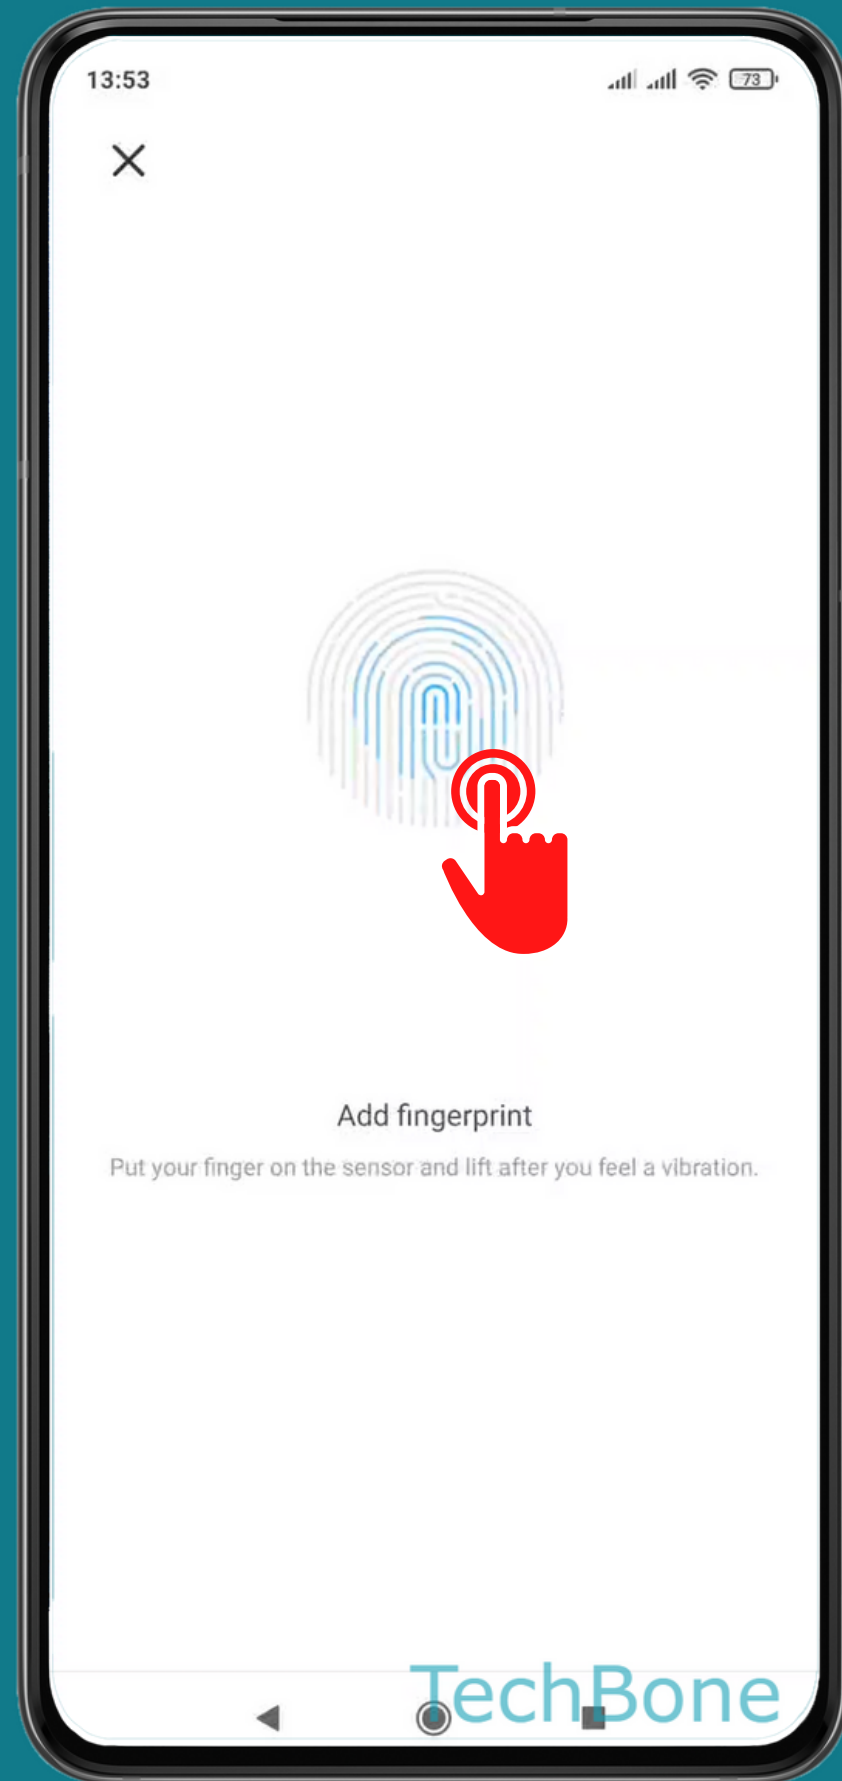 13:53
73
Add fingerprint
Put your finger on the sensor and lift after you feel a vibration.
TechBone